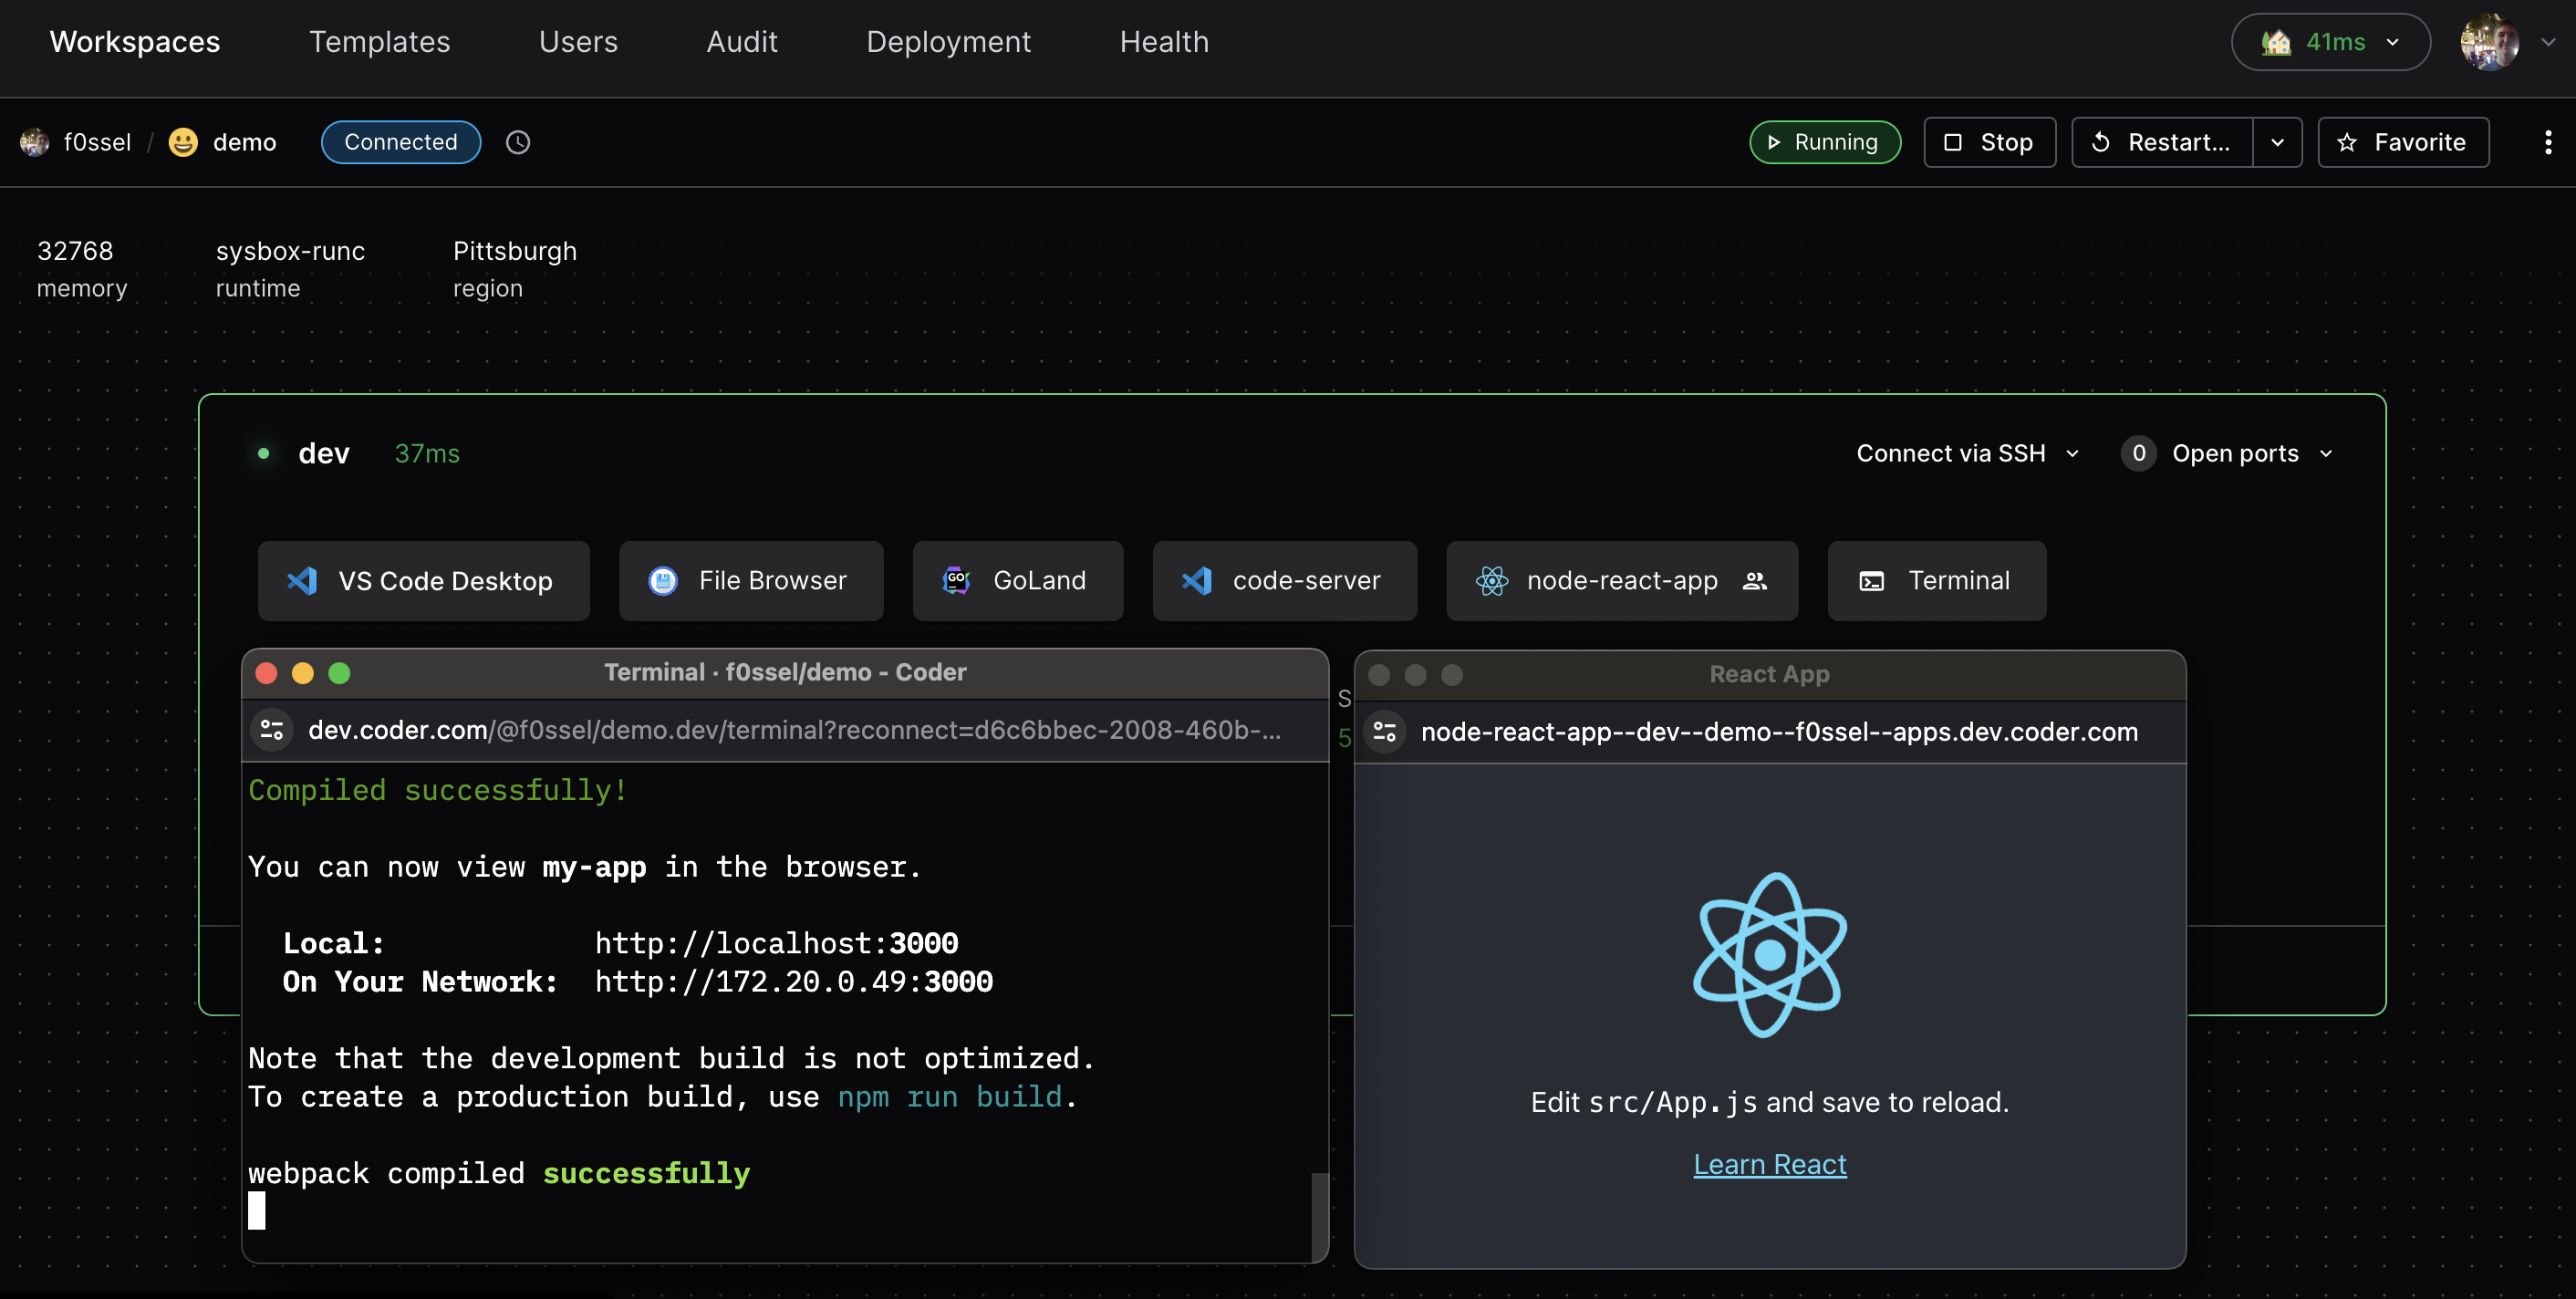 Workspaces Templates Users Audit Deployment Health 41ms
f0ssel / demo Connected Running Stop Restart... Favorite
32768 sysbox-runc Pittsburgh
memory runtime region
dev 37ms Connect via SSH 0 Open ports
VS Code Desktop File Browser GO GoLand code-server node-react-app Terminal
Terminal · f0ssel/demo - Coder
dev.coder.com/@f0ssel/demo.dev/terminal?reconnect=d6c6bbec-2008-460b-...
Compiled successfully!
You can now view my-app in the browser.
Local: http://localhost:3000
On Your Network: http://172.20.0.49:3000
Note that the development build is not optimized.
To create a production build, use npm run build.
webpack compiled successfully
S
5
React App
node-react-app--dev--demo--f0ssel--apps.dev.coder.com
Edit src/App.js and save to reload.
Learn React